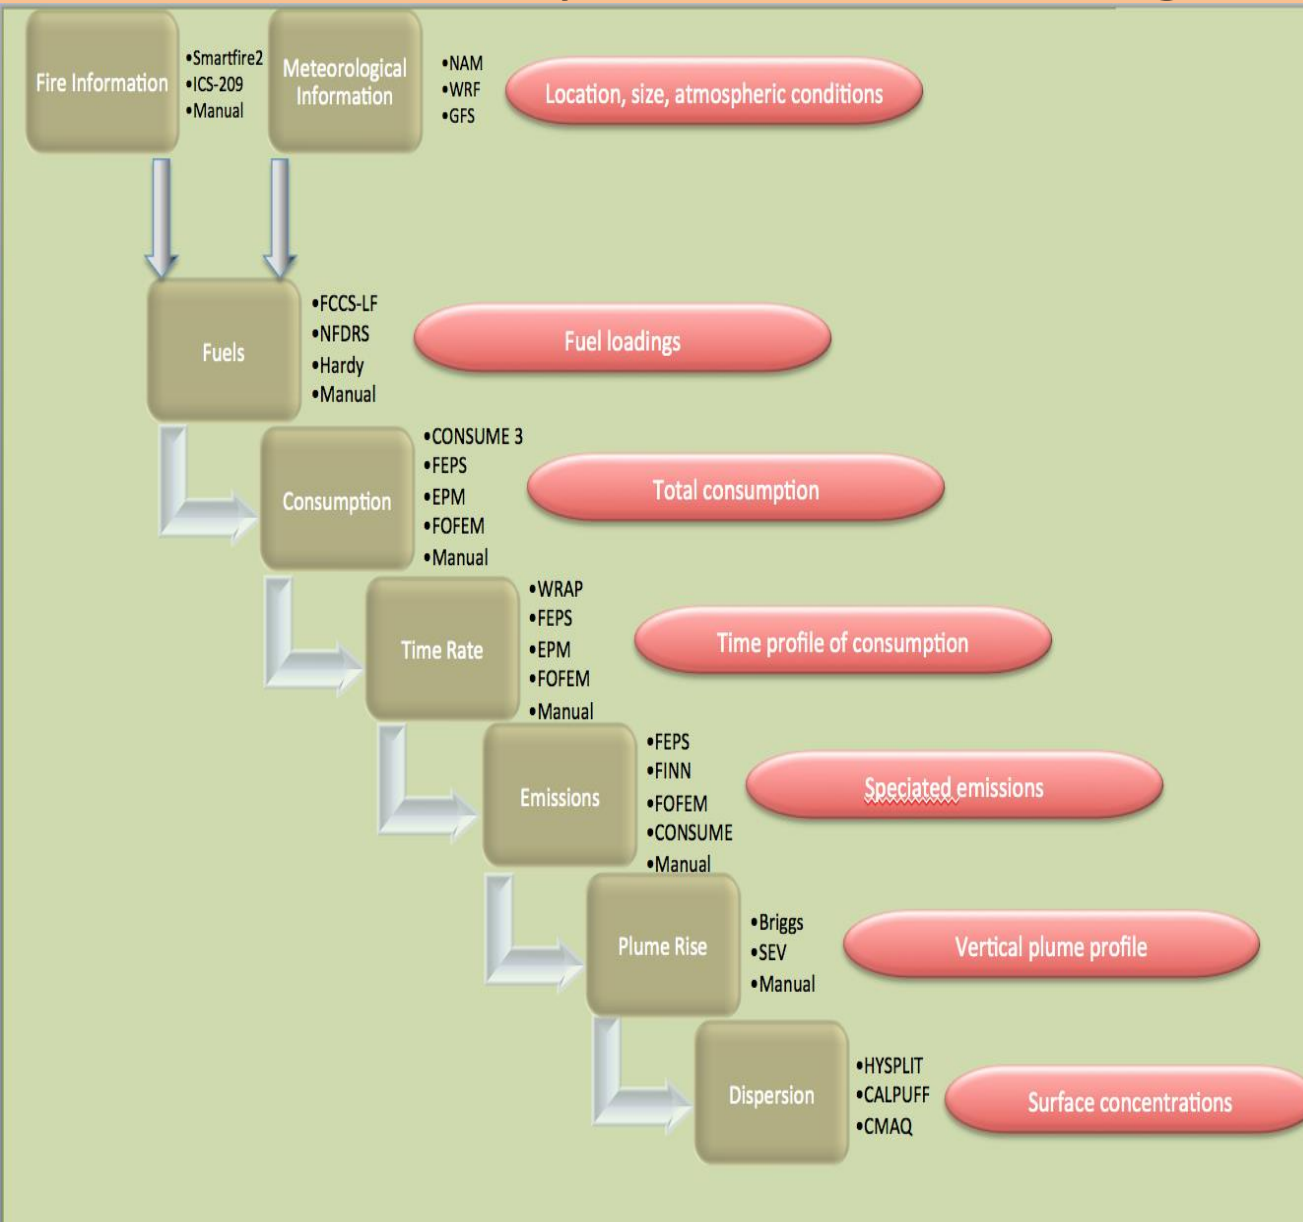 Fire Information
•Smartfire2
•ICS-209
•Manual
Meteorological
Information
•NAM
•WRF
•GFS
Location, size, atmospheric conditions
Fuels
•FCCS-LF
•NFDRS
•Hardy
•Manual
Fuel loadings
Consumption
•CONSUME 3
•FEPS
•EPM
•FOFEM
•Manual
Total consumption
Time Rate
•WRAP
•FEPS
•EPM
•FOFEM
•Manual
Time profile of consumption
Emissions
•FEPS
•FINN
•FOFEM
•CONSUME
•Manual
Speciated emissions
Plume Rise
•Briggs
•SEV
•Manual
Vertical plume profile
Dispersion
•HYSPLIT
•CALPUFF
•CMAQ
Surface concentrations